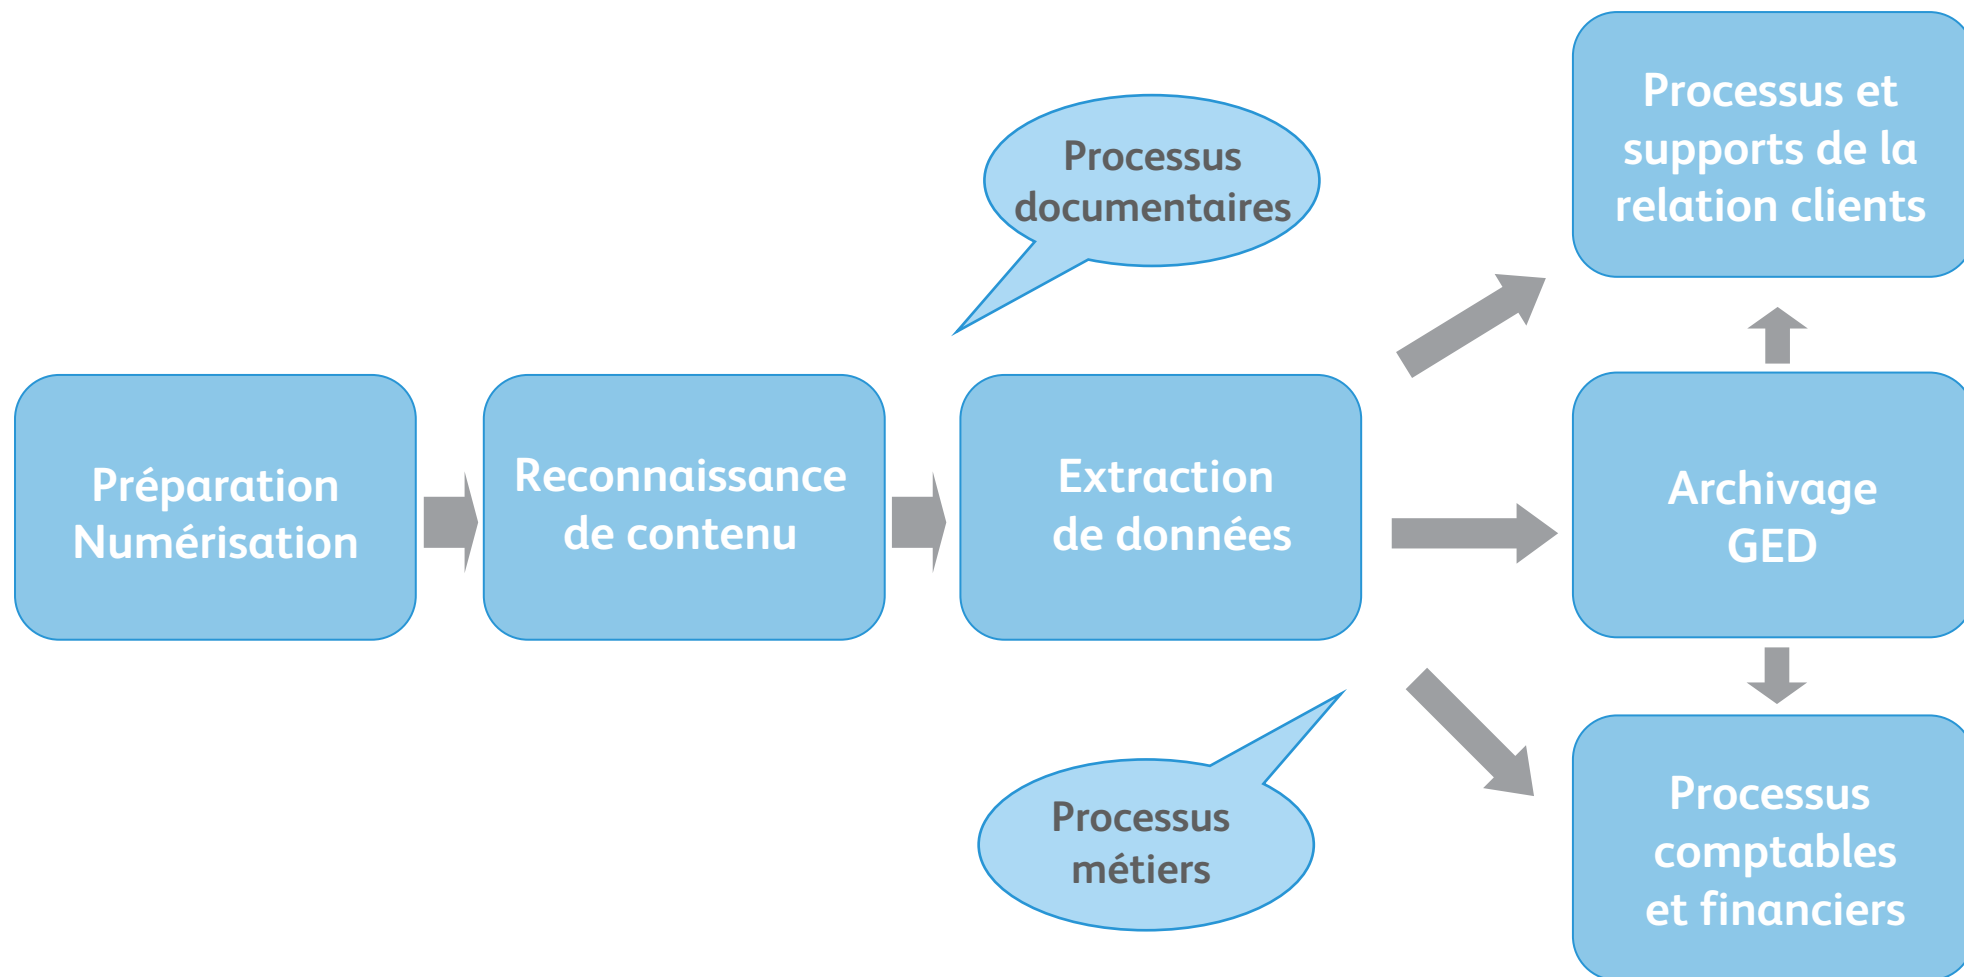 Processus et
supports de la
relation clients
Processus
documentaires
Préparation
Numérisation
Reconnaissance
de contenu
Extraction
de données
Archivage
GED
Processus
métiers
Processus
comptables
et financiers